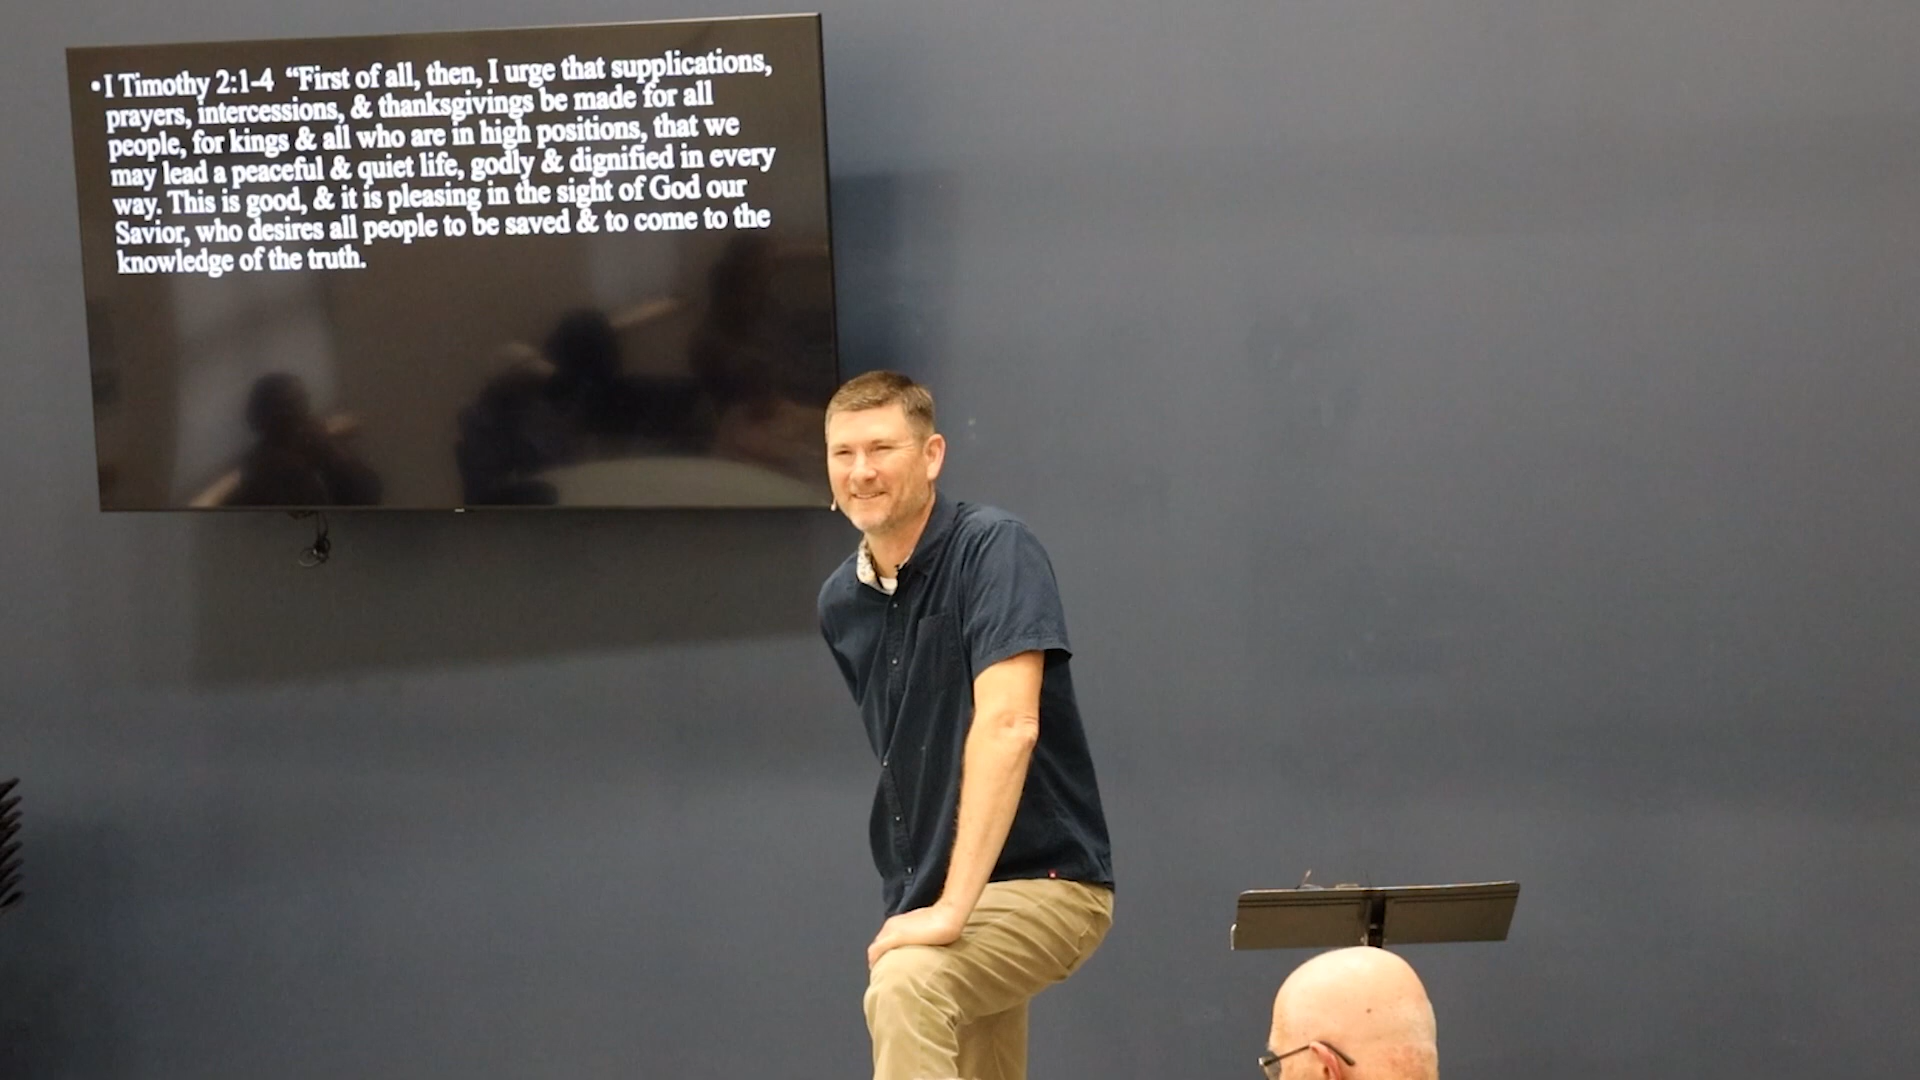 • I Timothy 2:1-4 “First of all, then, I urge that supplications,
prayers, intercessions, & thanksgivings be made for all
people, for kings & all who are in high positions, that we
may lead a peaceful & quiet life, godly & dignified in every
way. This is good, & it is pleasing in the sight of God our
Savior, who desires all people to be saved & to come to the
knowledge of the truth.